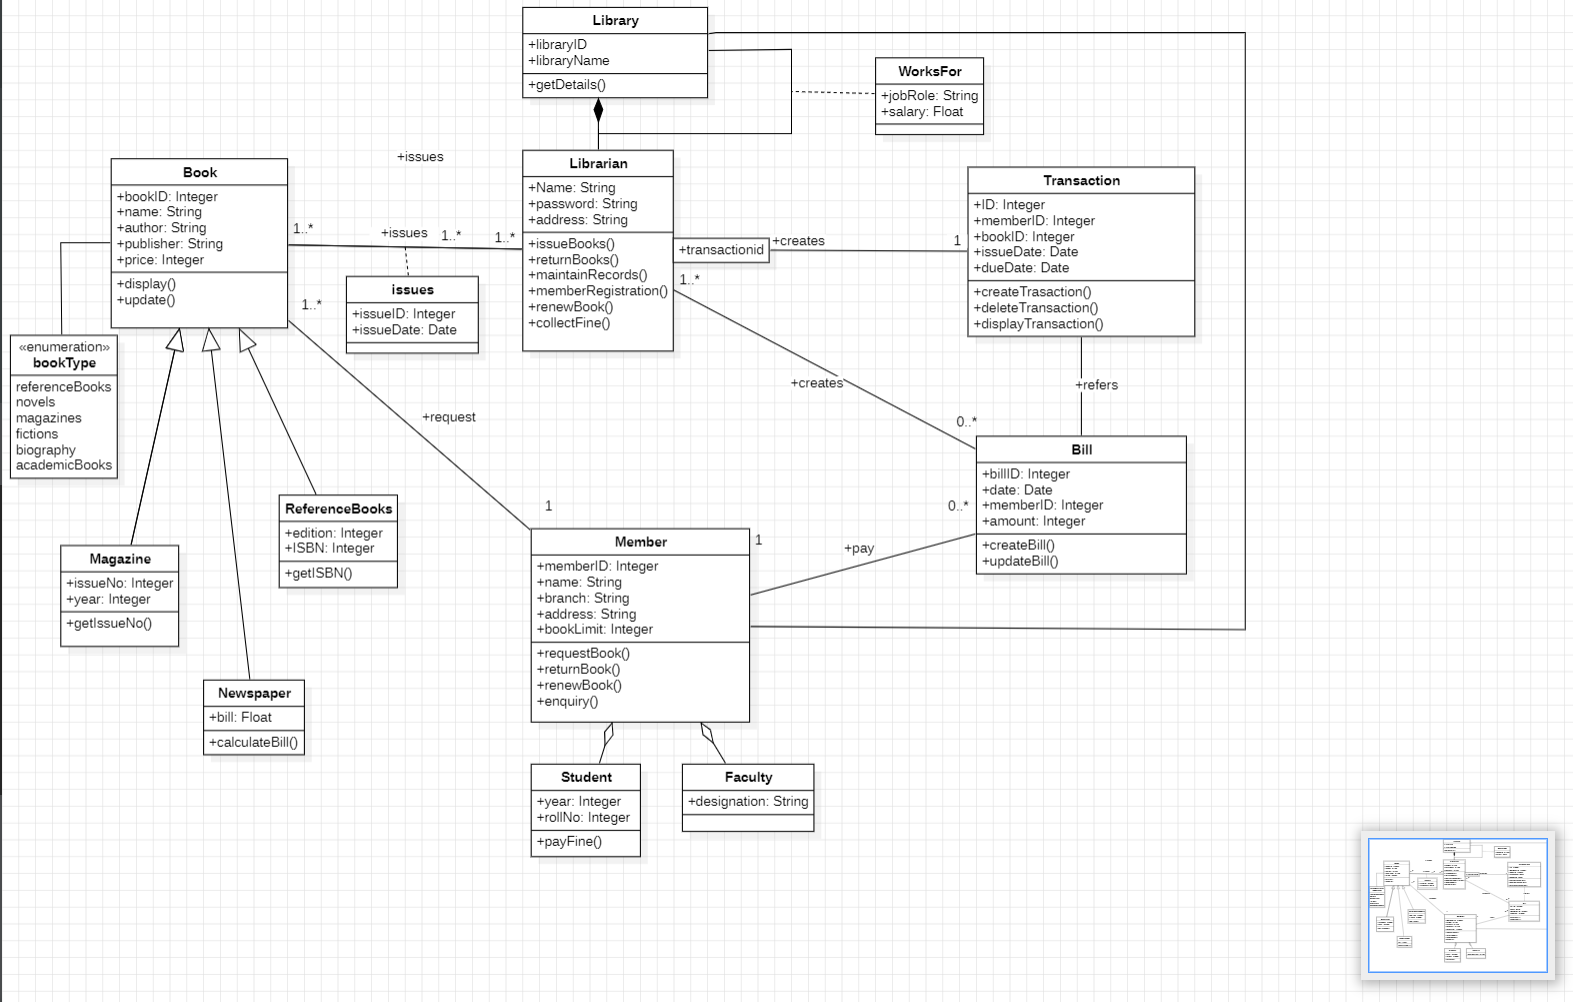 Library
+libraryID
+libraryName
+getDetails()
WorksFor
+jobRole: String
+salary: Float
+issues
Book
+bookID: Integer
+name: String
+author: String
+publisher: String
+price: Integer
+display()
+update()
1..*
+issues
1..*
1..*
Librarian
+Name: String
+password: String
+address: String
+issueBooks()
+returnBooks()
+maintainRecords()
+memberRegistration()
+renewBook()
+collectFine()
+transactionid
+creates
1
Transaction
+ID: Integer
+memberID: Integer
+bookID: Integer
+issueDate: Date
+dueDate: Date
+createTrasaction()
+deleteTransaction()
+displayTransaction()
1..*
issues
+issueID: Integer
+issueDate: Date
1..*
«enumeration»
bookType
referenceBooks
novels
magazines
fictions
biography
academicBooks
+creates
+refers
+request
0..*
Bill
+billID: Integer
+date: Date
+memberID: Integer
+amount: Integer
+createBill()
+updateBill()
0..*
ReferenceBooks
+edition: Integer
+ISBN: Integer
+getISBN()
1
Member
+memberID: Integer
+name: String
+branch: String
+address: String
+bookLimit: Integer
+requestBook()
+returnBook()
+renewBook()
+enquiry()
1
+pay
Magazine
+issueNo: Integer
+year: Integer
+getIssueNo()
Newspaper
+bill: Float
+calculateBill()
Student
+year: Integer
+rollNo: Integer
+payFine()
Faculty
+designation: String